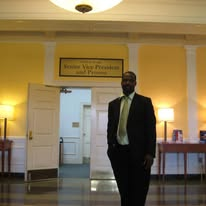 Senior Vice President
and Provost